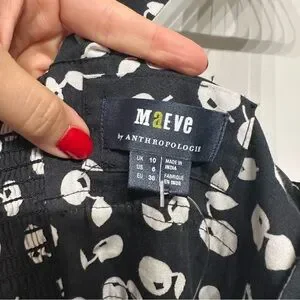 MaEVe
by ANTHROPOLOGIE
UK 10
US 6
EU 38
MADE IN
INDIA
FABRIQUÉ
EN INDE